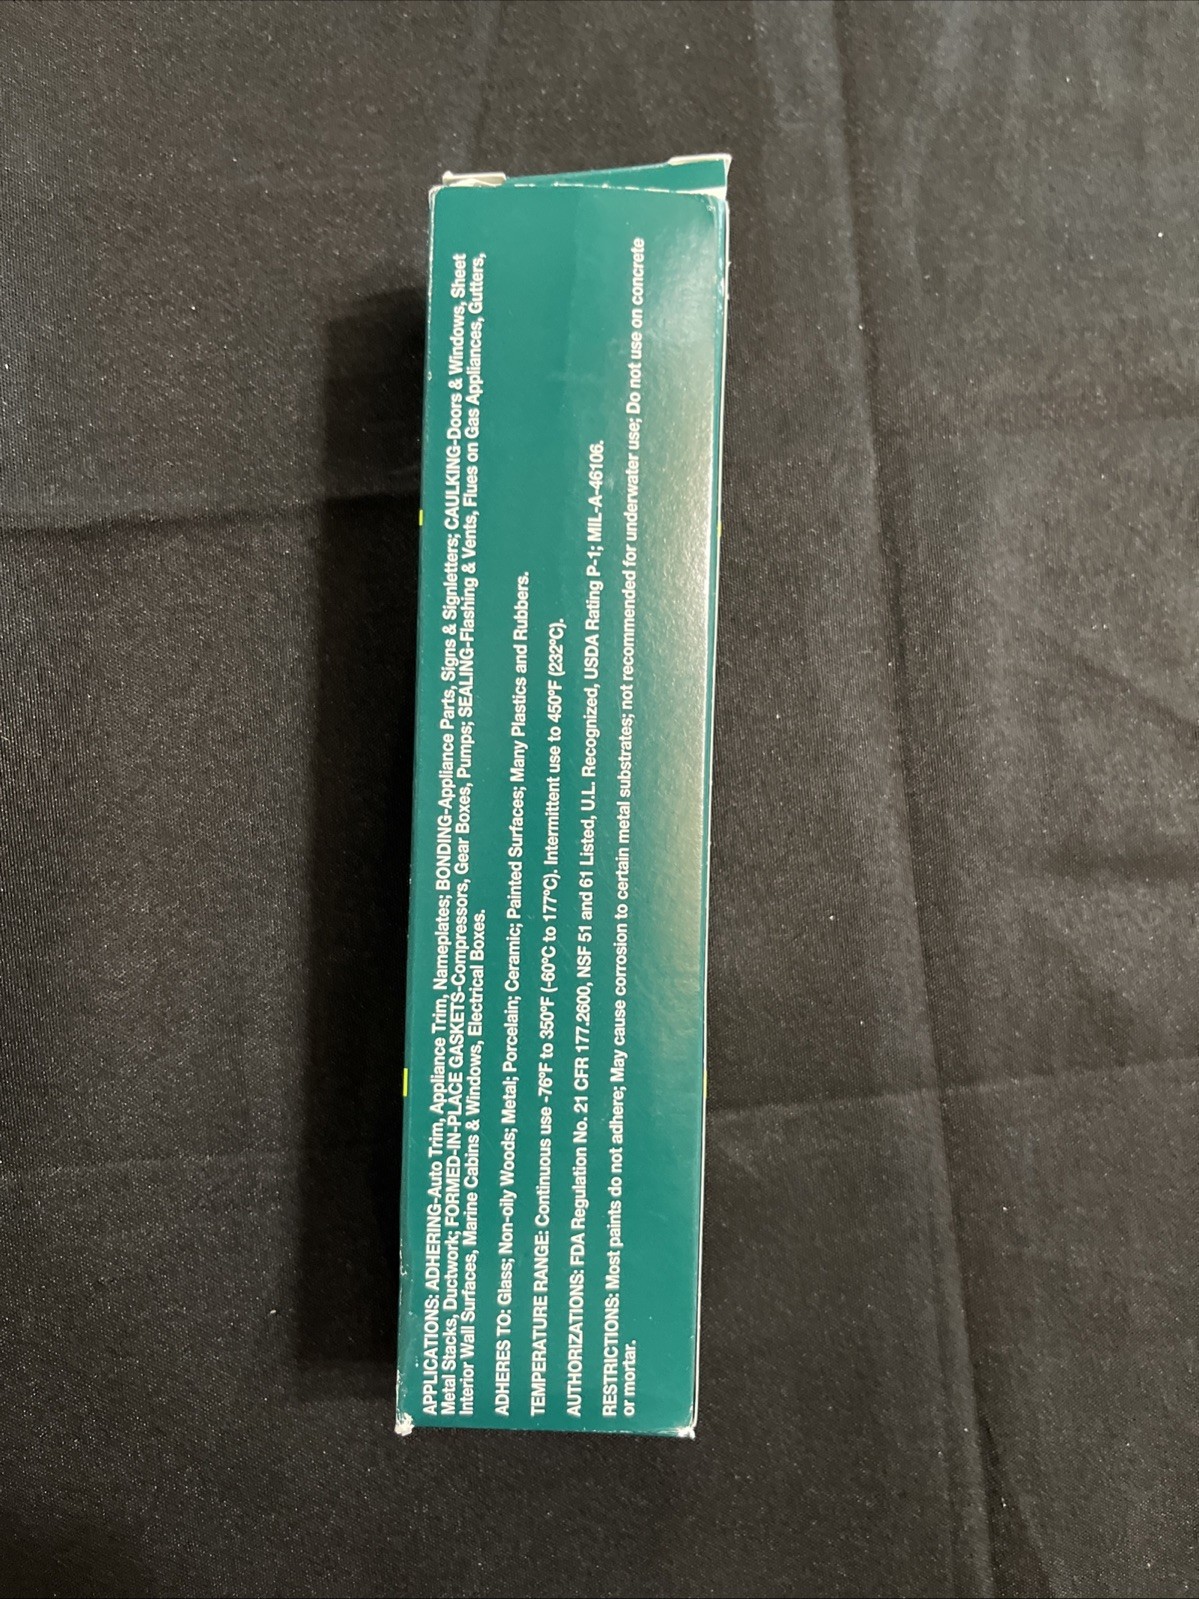 APPLICATIONS: ADHERING-Auto Trim, Appliance Trim, Nameplates; BONDING-Appliance Parts, Signs & Signletters; CAULKING-Doors & Windows, Sheet
Metal Stacks, Ductwork; FORMED-IN-PLACE GASKETS-Compressors, Gear Boxes, Pumps; SEALING-Flashing & Vents, Flues on Gas Appliances, Gutters,
Interior Wall Surfaces, Marine Cabins & Windows, Electrical Boxes.
ADHERES TO: Glass; Non-oily Woods; Metal; Porcelain; Ceramic; Painted Surfaces; Many Plastics and Rubbers.
TEMPERATURE RANGE: Continuous use -76°F to 350°F (-60°C to 177°C). Intermittent use to 450°F (232°C).
AUTHORIZATIONS: FDA Regulation No. 21 CFR 177.2600, NSF 51 and 61 Listed, U.L. Recognized, USDA Rating P-1; MIL-A-46106.
RESTRICTIONS: Most paints do not adhere; May cause corrosion to certain metal substrates; not recommended for underwater use; Do not use on concrete
or mortar.